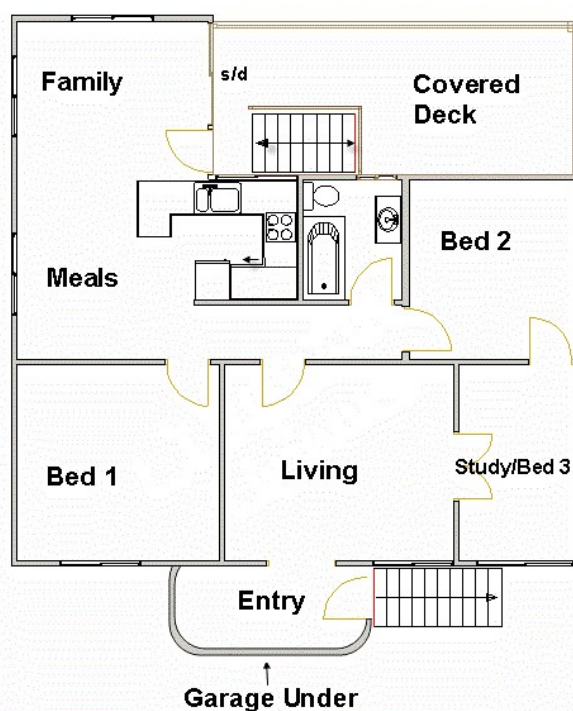 Family
s/d
Covered
Deck
Bed 2
Meals
Bed 1
Living
Study/Bed 3
Entry
Garage Under